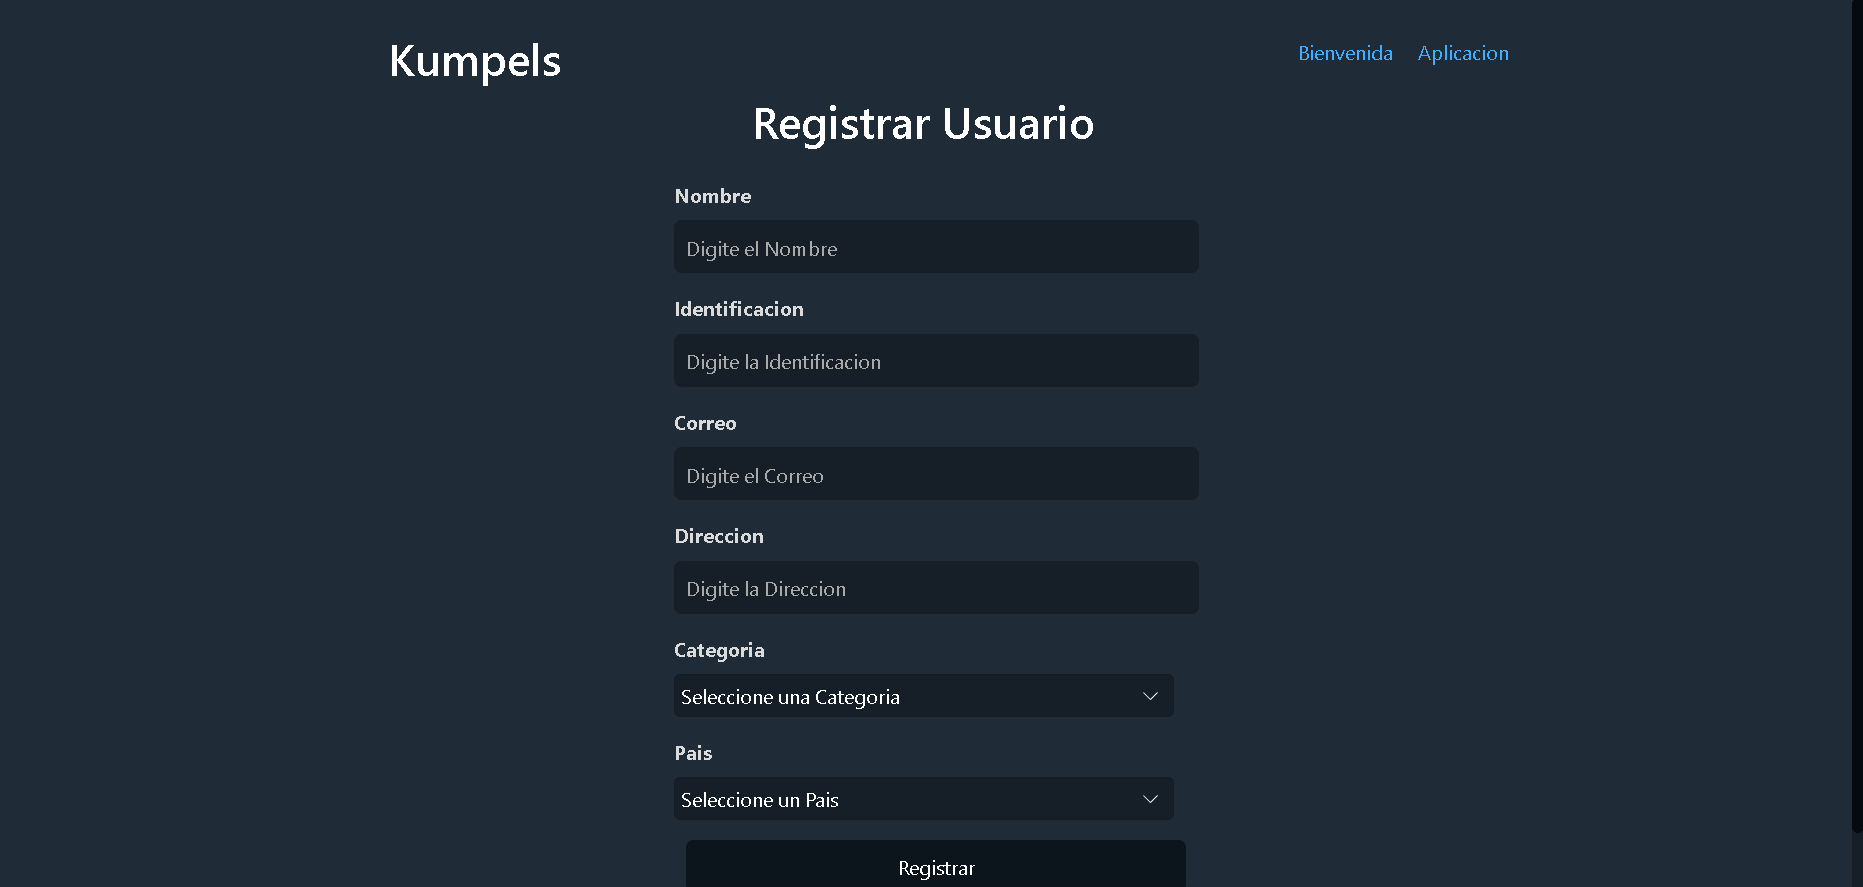 Kumpels
Bienvenida Aplicacion
Registrar Usuario
Nombre
Digite el Nombre
Identificacion
Digite la Identificacion
Correo
Digite el Correo
Direccion
Digite la Direccion
Categoria
Seleccione una Categoria
Pais
Seleccione un Pais
Registrar